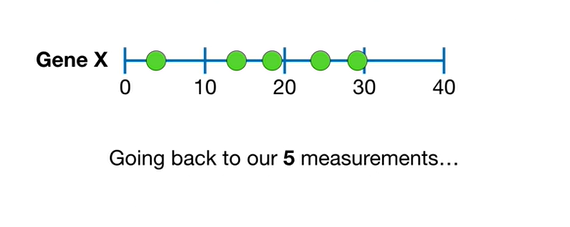 Gene X
0 10 20 30 40
Going back to our 5 measurements…